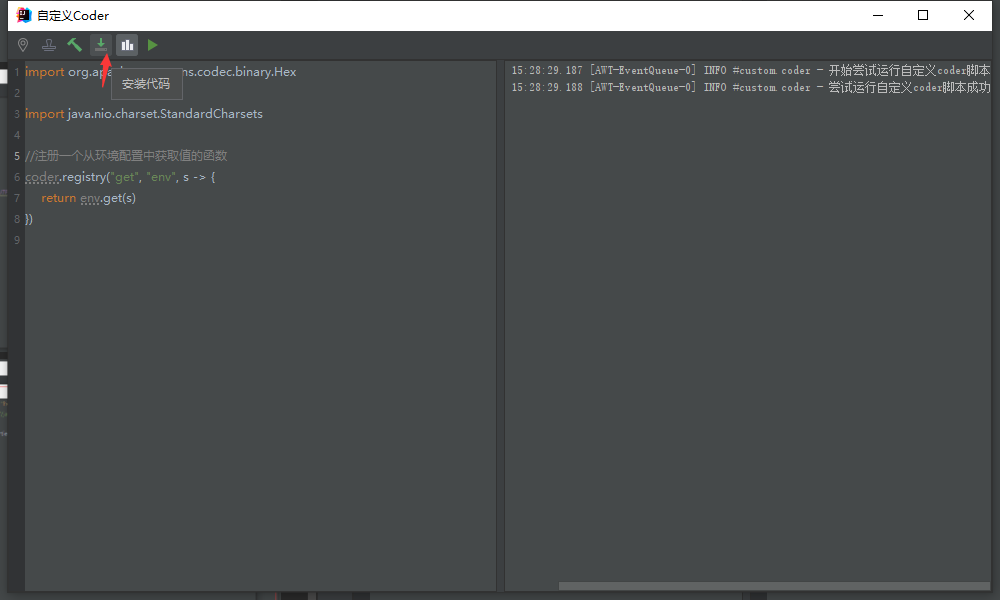 自定义Coder
1 import org.apa ns.codec.binary.Hex
安装代码
2
3 import java.nio.charset.StandardCharsets
4
5 //注册一个从环境配置中获取值的函数
6 coder.registry("get", "env", s -> {
7 return env.get(s)
8 })
9
15:28:29.187 [AWT-EventQueue-0] INFO #custom.coder - 开始尝试运行自定义coder脚本
15:28:29.188 [AWT-EventQueue-0] INFO #custom.coder - 尝试运行自定义coder脚本成功